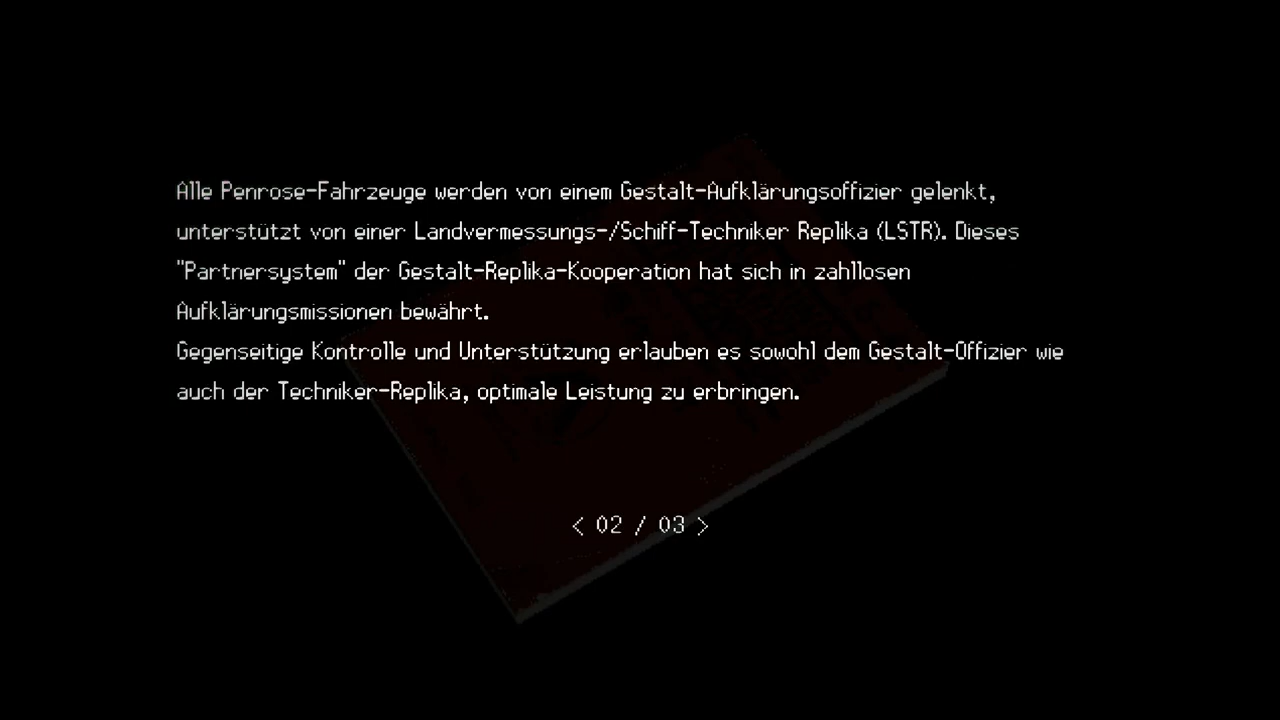 Alle Penrose-Fahrzeuge werden von einem Gestalt-Aufklärungsoffizier gelenkt,
unterstützt von einer Landvermessungs-/Schiff-Techniker Replika (LSTR). Dieses
"Partnersystem" der Gestalt-Replika-Kooperation hat sich in zahllosen
Aufklärungsmissionen bewährt.
Gegenseitige Kontrolle und Unterstützung erlauben es sowohl dem Gestalt-Offizier wie
auch der Techniker-Replika, optimale Leistung zu erbringen.
< 02 / 03 >